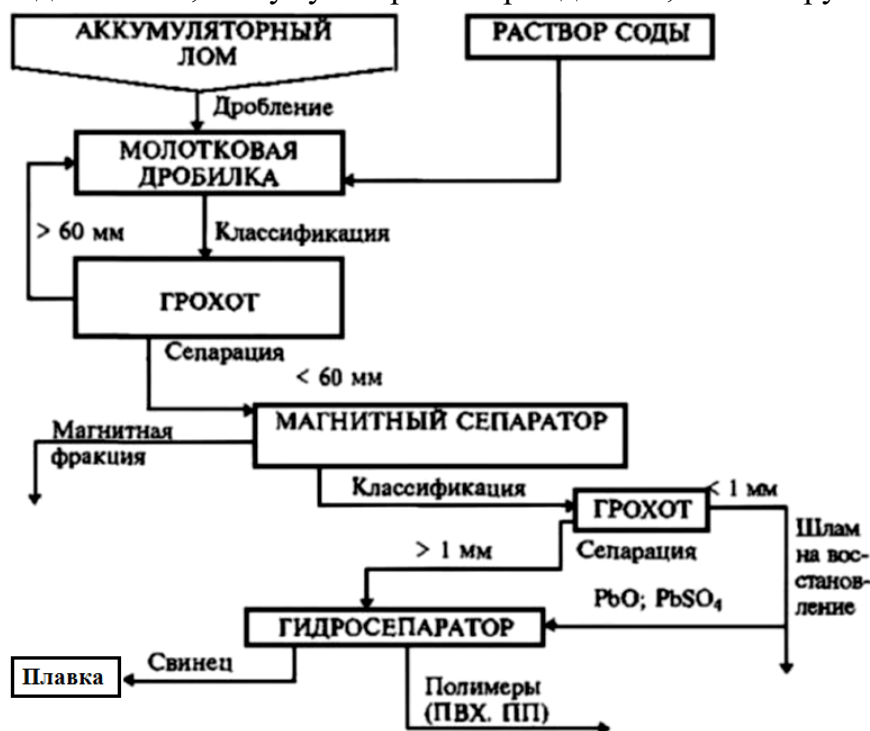 АККУМУЛЯТОРНЫЙ
ЛОМ
РАСТВОР СОДЫ
Дробление
МОЛОТКОВАЯ
ДРОБИЛКА
> 60 мм
Классификация
ГРОХОТ
Сепарация
< 60 мм
МАГНИТНЫЙ СЕПАРАТОР
Магнитная
фракция
Классификация
< 1 мм
ГРОХОТ
Шлам
на вос-
становле-
ление
> 1 мм
Сепарация
PbO; PbSO₄
ГИДРОСЕПАРАТОР
Свинец
Плавка
Полимеры
(ПВХ. ПП)